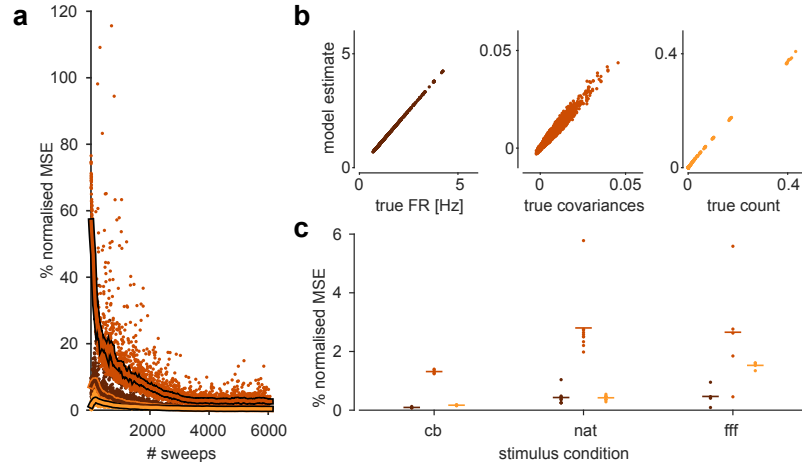 a
120
100
80
60
40
20
0
% normalised MSE
2000
4000
6000
# sweeps
b
5
0
0
5
model estimate
true FR [Hz]
0.05
0
0
0.05
true covariances
0.4
0
0
0.4
true count
c
6
4
2
0
% normalised MSE
cb
nat
fff
stimulus condition